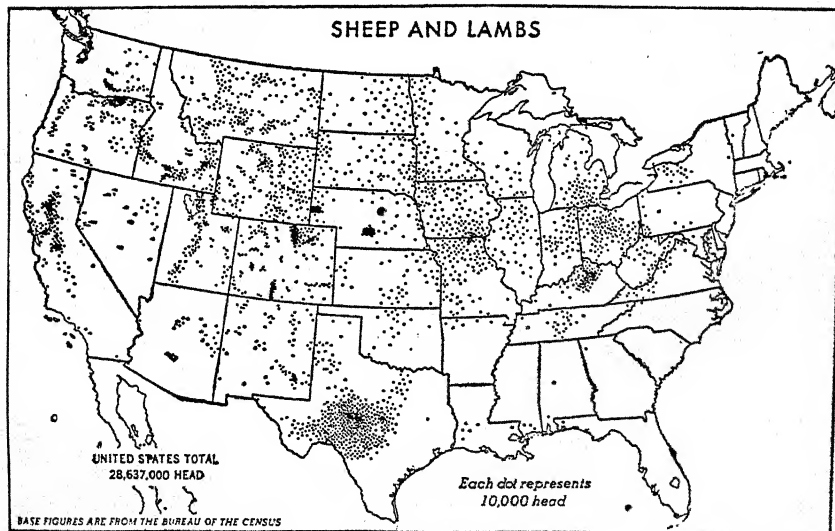 SHEEP AND LAMBS
UNITED STATES TOTAL
28,637,000 HEAD
Each dot represents
10,000 head
BASE FIGURES ARE FROM THE BUREAU OF THE CENSUS